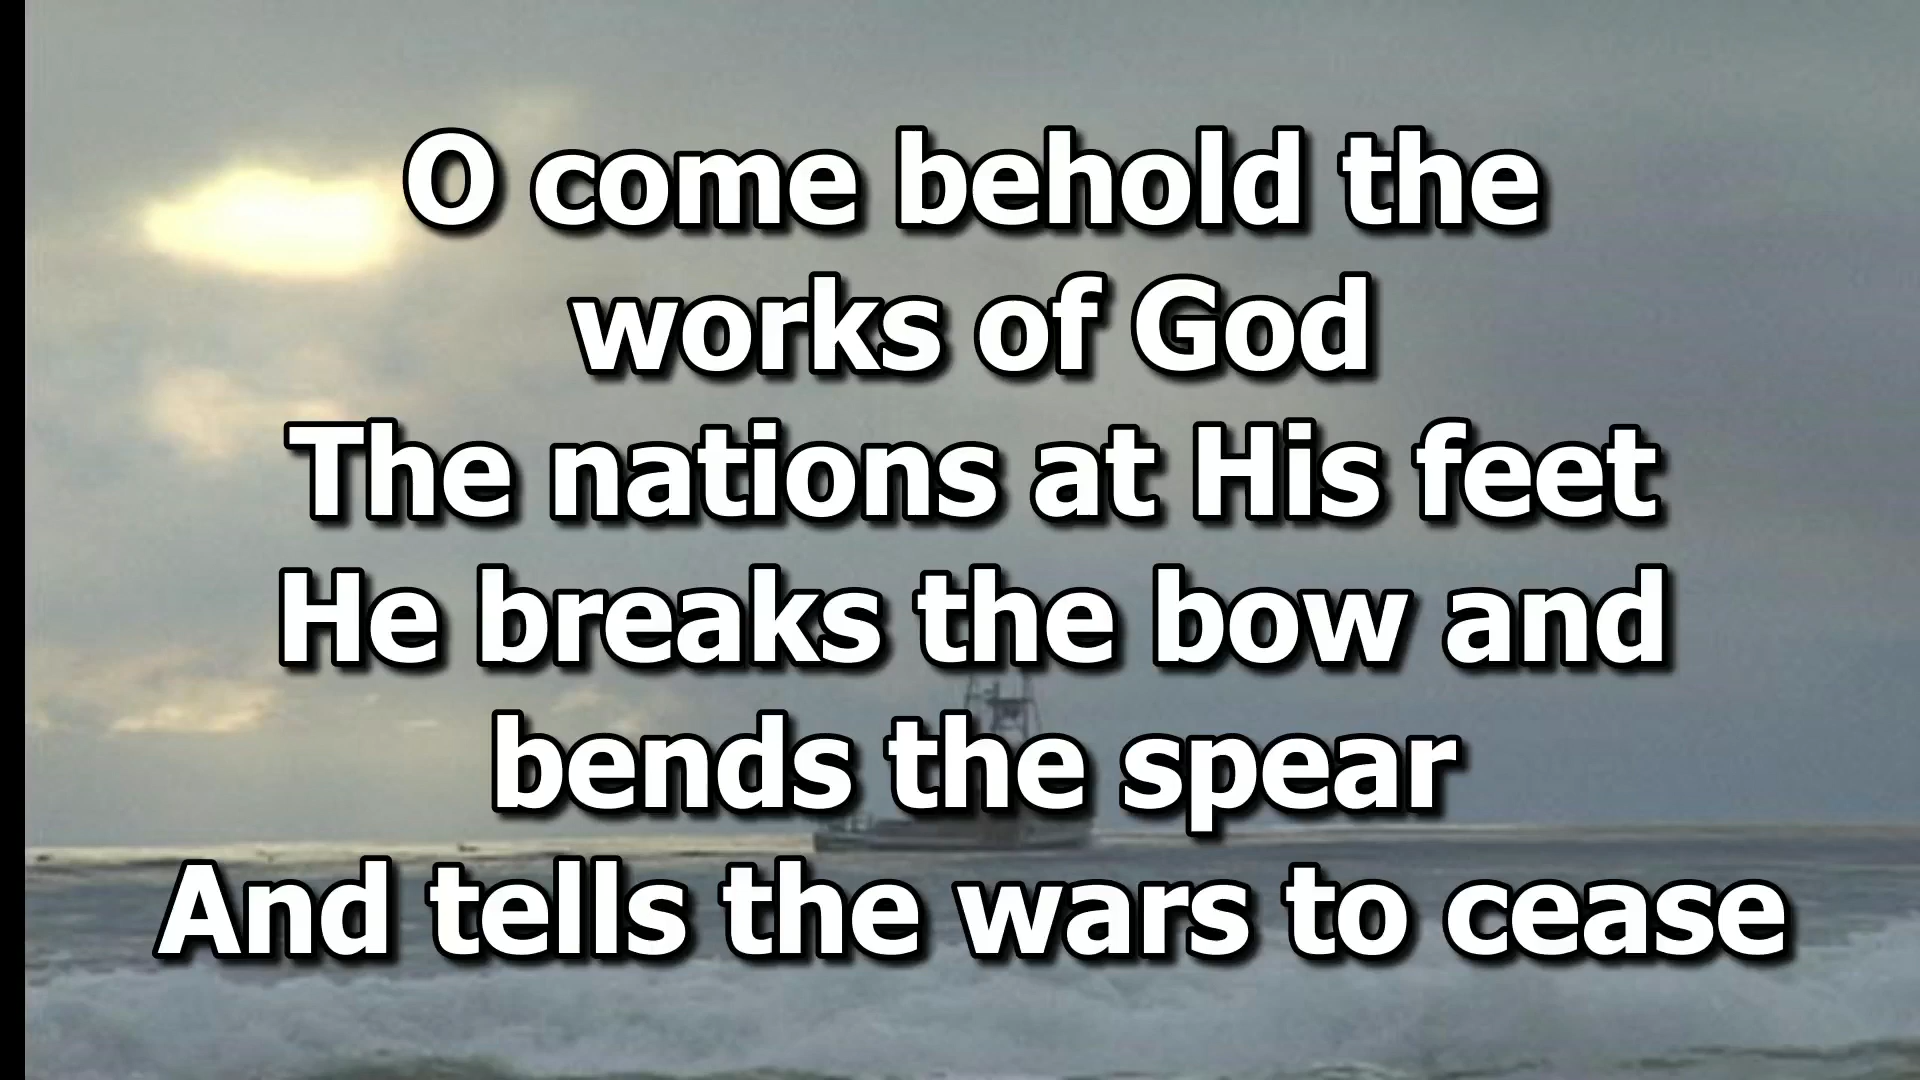 O come behold the
works of God
The nations at His feet
He breaks the bow and
bends the spear
And tells the wars to cease